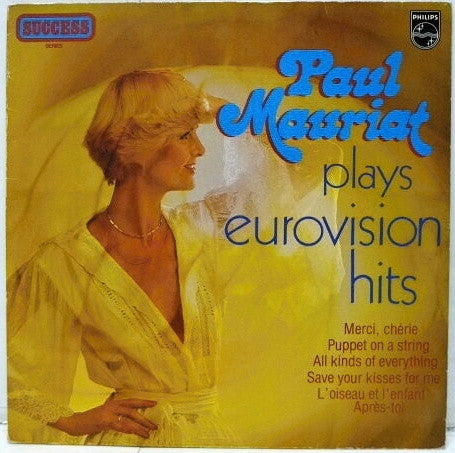 SUCCESS
SERIES
PHILIPS
Paul
Mauriat
plays
eurovision
hits
Merci, chérie
Puppet on a string
All kinds of everything
Save your kisses for me
L'oiseau et l'enfant
Après-toi